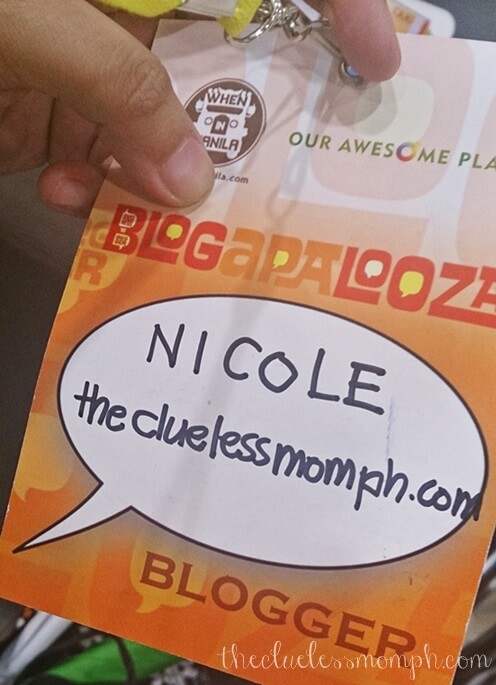 WHEN
IN
MANILA
OUR AWESOME PLA
BLOGAPALOOZA
NICOLE
thecluelessmomph.com
BLOGGER
thecluelessmomph.com